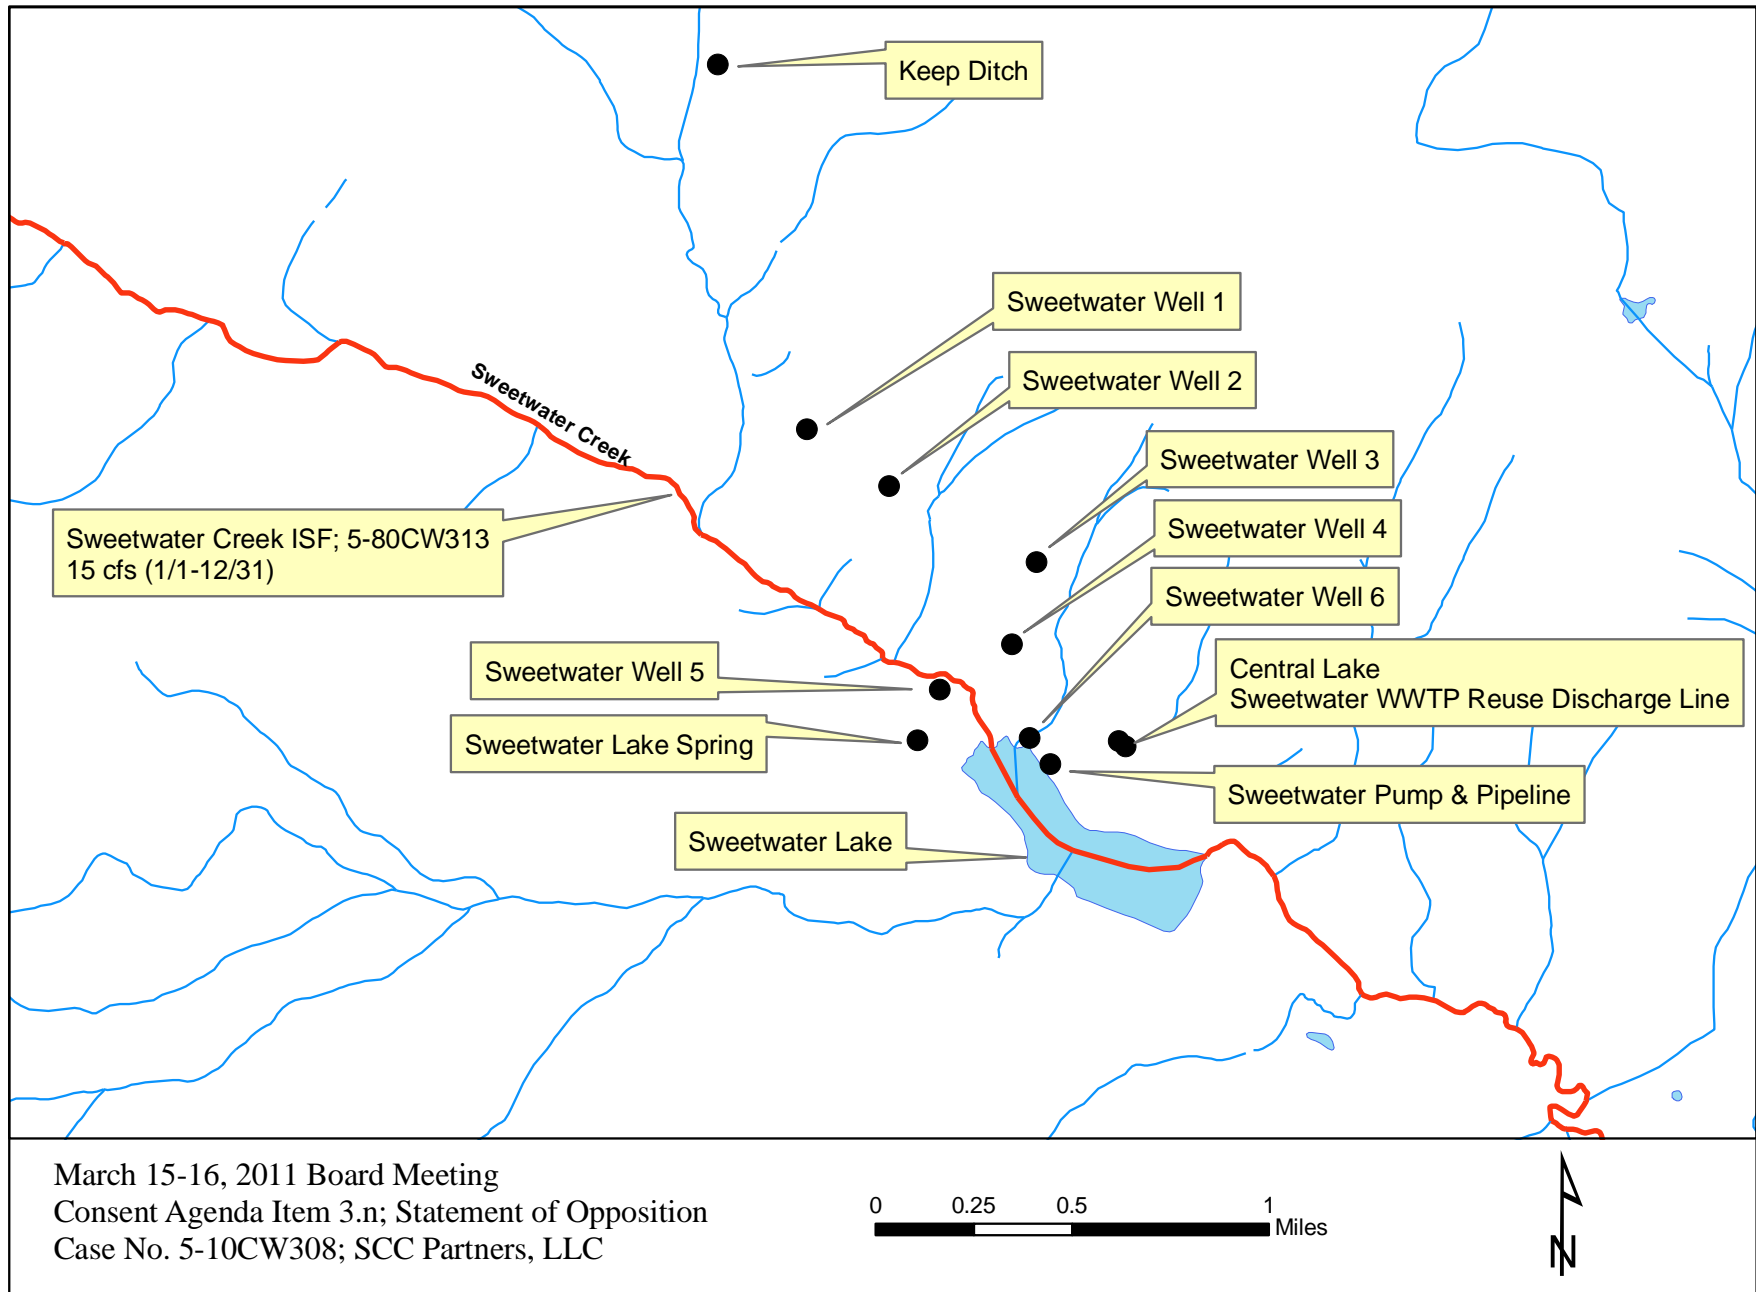 Keep Ditch
Sweetwater Well 1
Sweetwater Well 2
Sweetwater Creek
Sweetwater Well 3
Sweetwater Well 4
Sweetwater Creek ISF; 5-80CW313
15 cfs (1/1-12/31)
Sweetwater Well 6
Sweetwater Well 5
Central Lake
Sweetwater WWTP Reuse Discharge Line
Sweetwater Lake Spring
Sweetwater Pump & Pipeline
Sweetwater Lake
March 15-16, 2011 Board Meeting
Consent Agenda Item 3.n; Statement of Opposition
Case No. 5-10CW308; SCC Partners, LLC
0 0.25 0.5 1
Miles
N